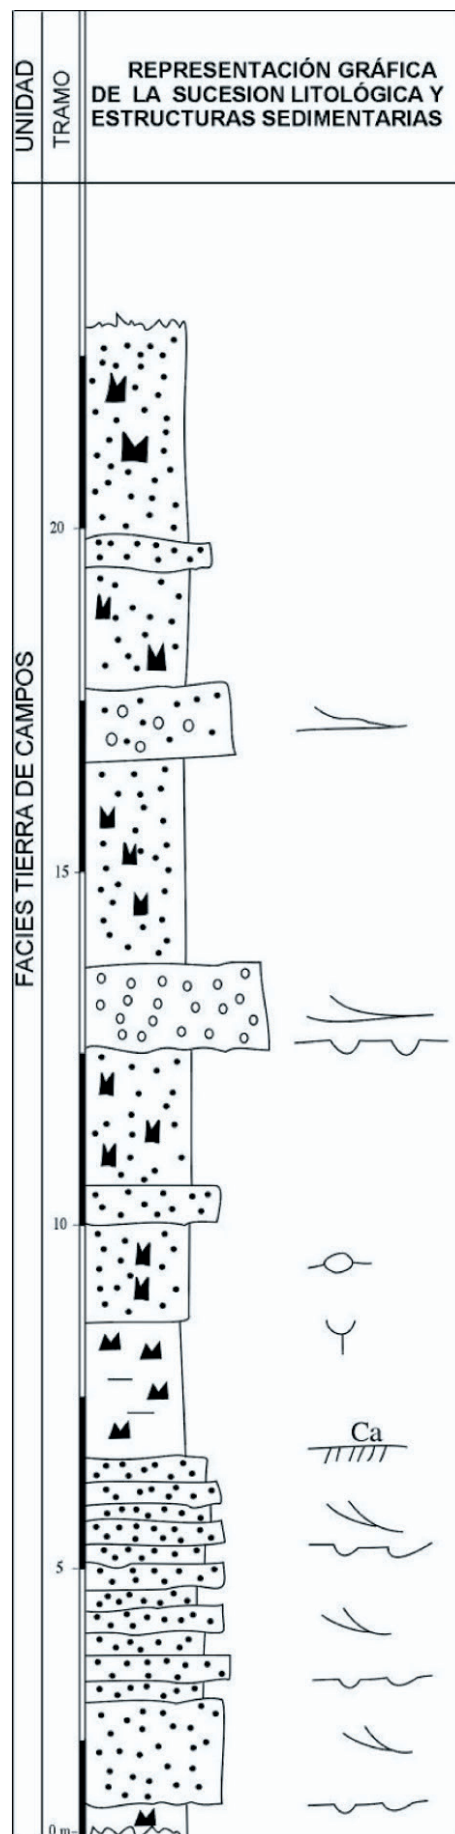 UNIDAD
TRAMO
REPRESENTACIÓN GRÁFICA
DE LA SUCESION LITOLÓGICA Y
ESTRUCTURAS SEDIMENTARIAS
20
FACIES TIERRA DE CAMPOS
15
10
Ca
5
0 m